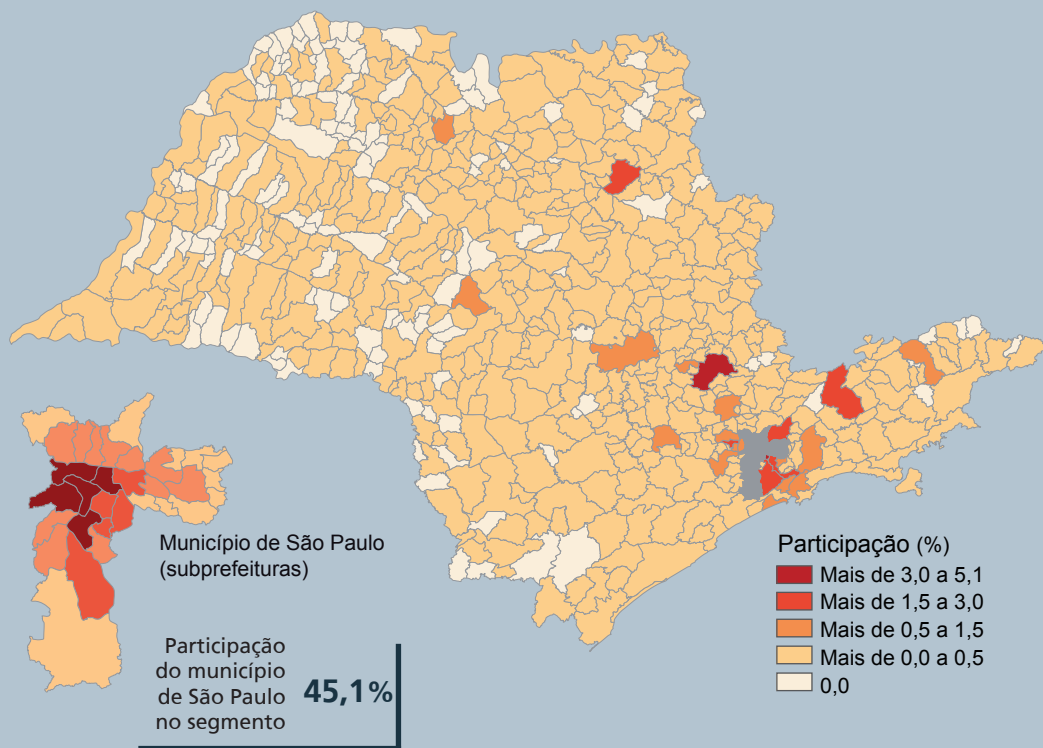 Município de São Paulo
(subprefeituras)
Participação
do município
de São Paulo
no segmento
45,1%
Participação (%)
Mais de 3,0 a 5,1
Mais de 1,5 a 3,0
Mais de 0,5 a 1,5
Mais de 0,0 a 0,5
0,0